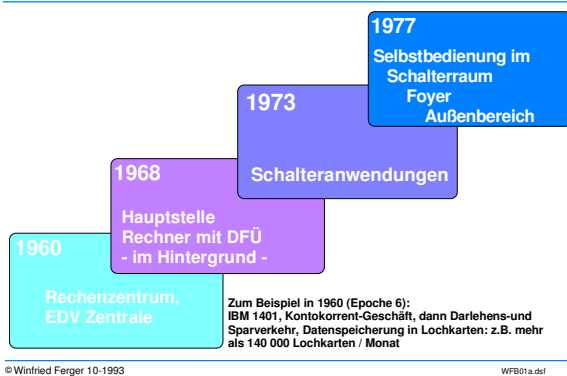 1977
Selbstbedienung im
Schalterraum
Foyer
Außenbereich
1973
Schalteranwendungen
1968
Hauptstelle
Rechner mit DFÜ
- im Hintergrund -
1960
Rechenzentrum,
EDV Zentrale
Zum Beispiel in 1960 (Epoche 6):
IBM 1401, Kontokorrent-Geschäft, dann Darlehens-und
Sparverkehr, Datenspeicherung in Lochkarten: z.B. mehr
als 140 000 Lochkarten / Monat
© Winfried Ferger 10-1993
WFB01a.dsf